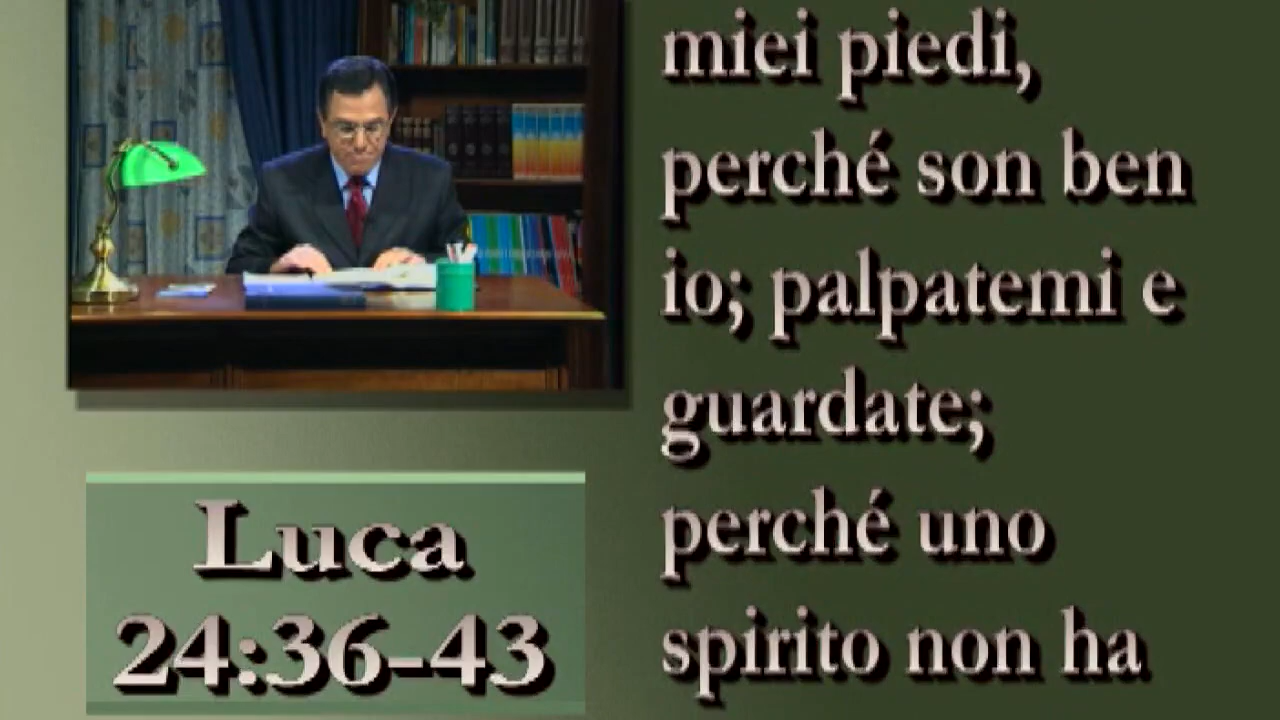 miei piedi,
perché son ben
io; palpatemi e
guardate;
perché uno
spirito non ha
Luca
24:36-43